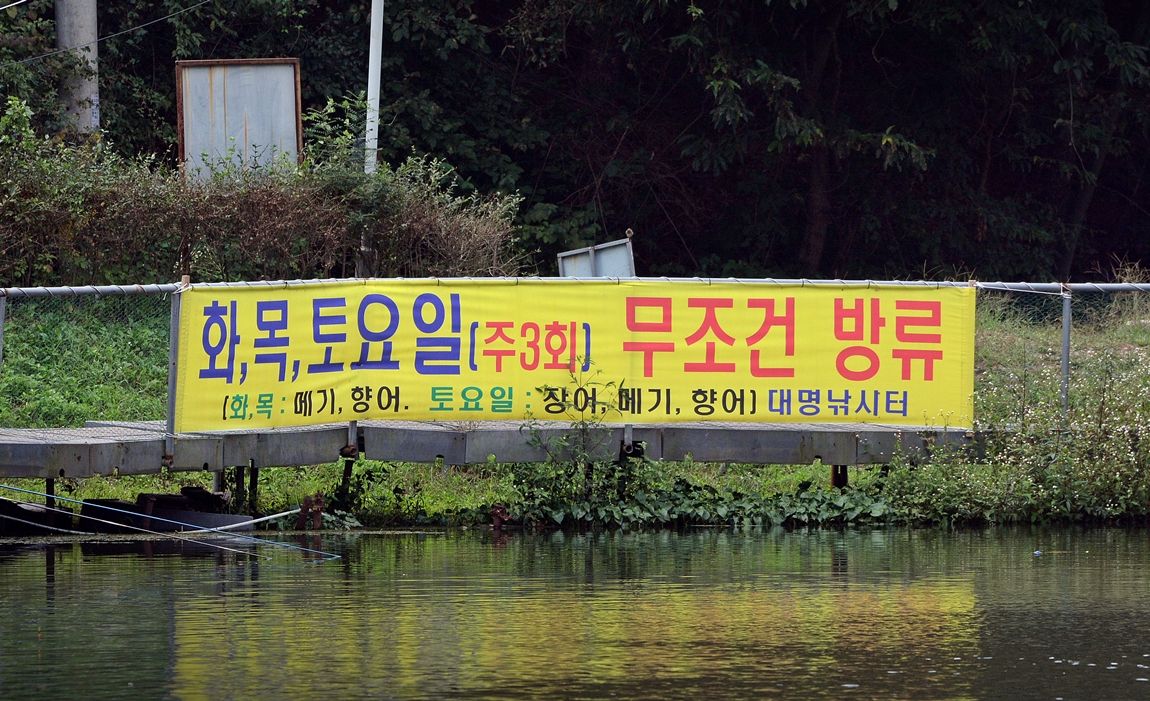 화,목,토요일(주3회) 무조건 방류
(화,목 : 메기, 향어. 토요일 : 장어, 메기, 향어) 대명낚시터